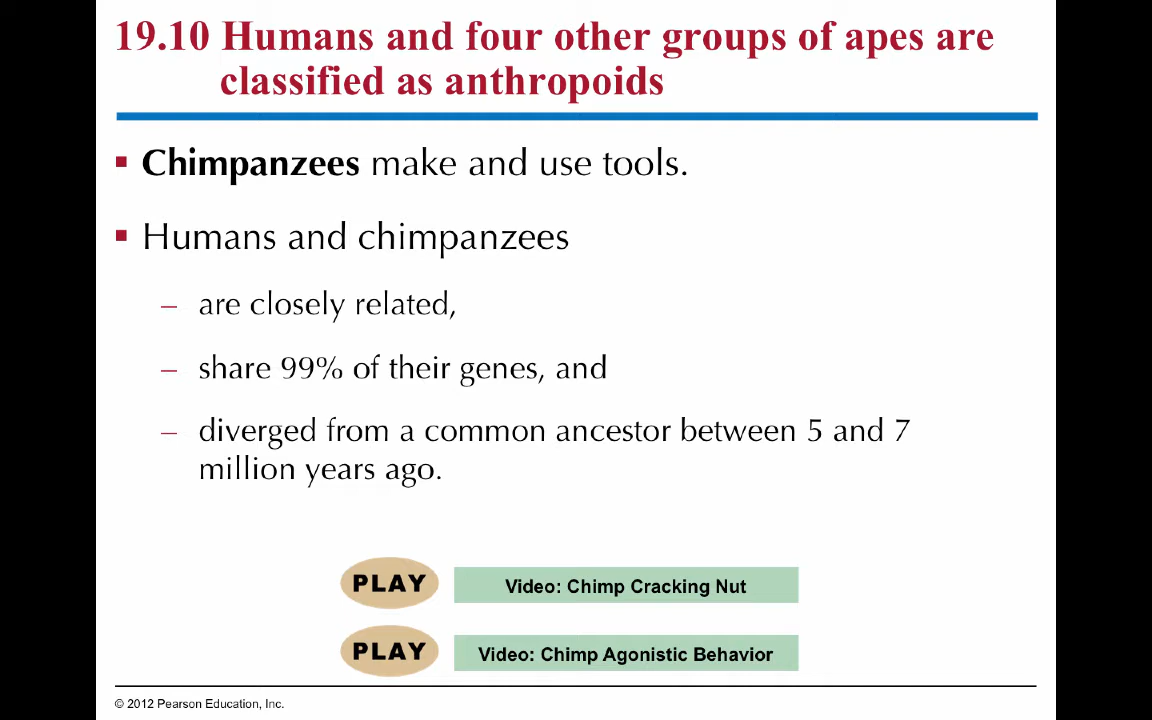 19.10 Humans and four other groups of apes are
classified as anthropoids
▪ Chimpanzees make and use tools.
▪ Humans and chimpanzees
– are closely related,
– share 99% of their genes, and
– diverged from a common ancestor between 5 and 7
million years ago.
PLAY Video: Chimp Cracking Nut
PLAY Video: Chimp Agonistic Behavior
© 2012 Pearson Education, Inc.